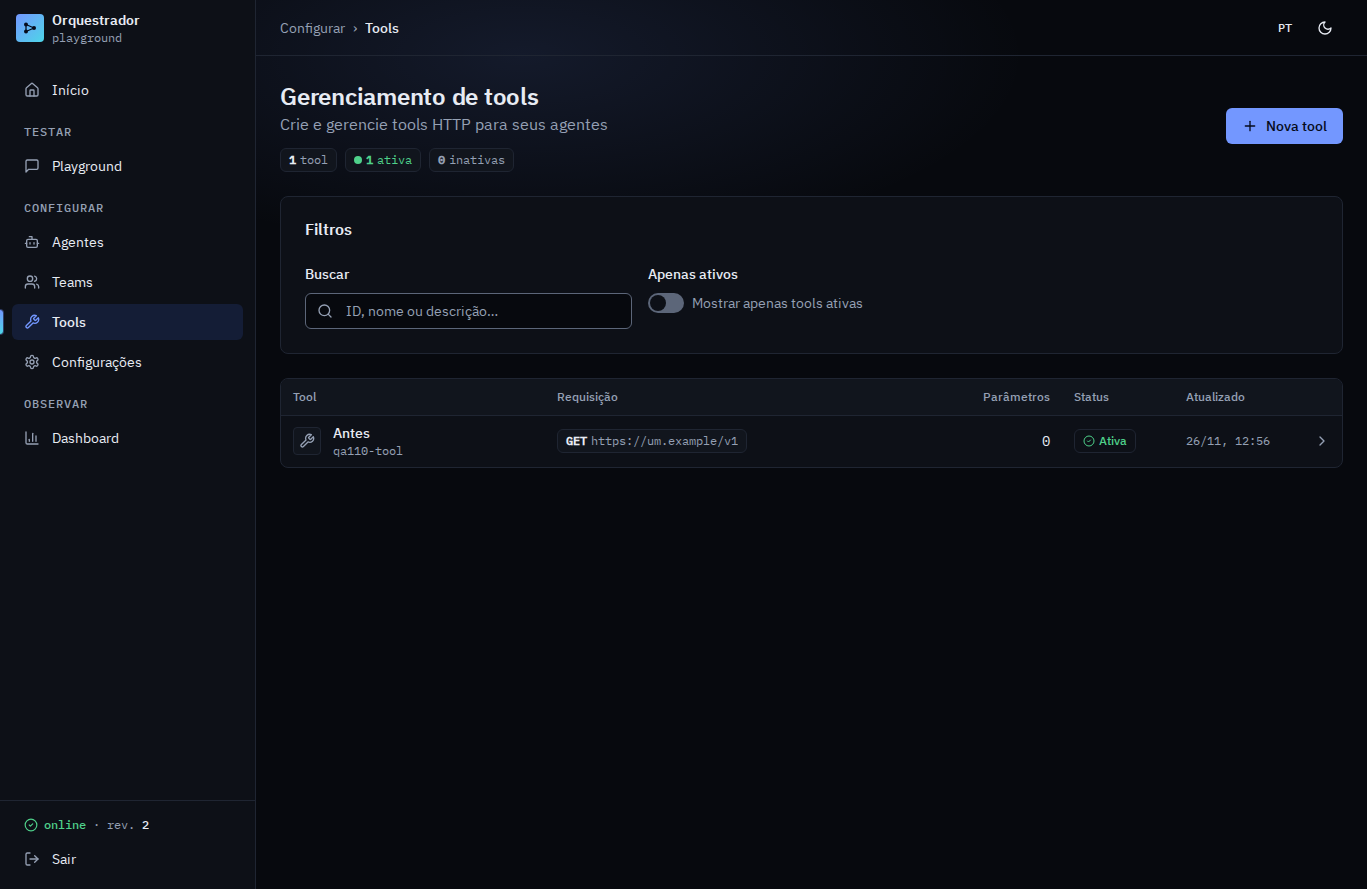 Orquestrador
playground
Início
TESTAR
Playground
CONFIGURAR
Agentes
Teams
Tools
Configurações
OBSERVAR
Dashboard
online · rev. 2
Sair
Configurar › Tools
PT
Gerenciamento de tools
Crie e gerencie tools HTTP para seus agentes
1 tool
1 ativa
0 inativas
Nova tool
Filtros
Buscar
ID, nome ou descrição...
Apenas ativos
Mostrar apenas tools ativas
Tool Requisição Parâmetros Status Atualizado
Antes
qa110-tool
GET https://um.example/v1
0
Ativa
26/11, 12:56